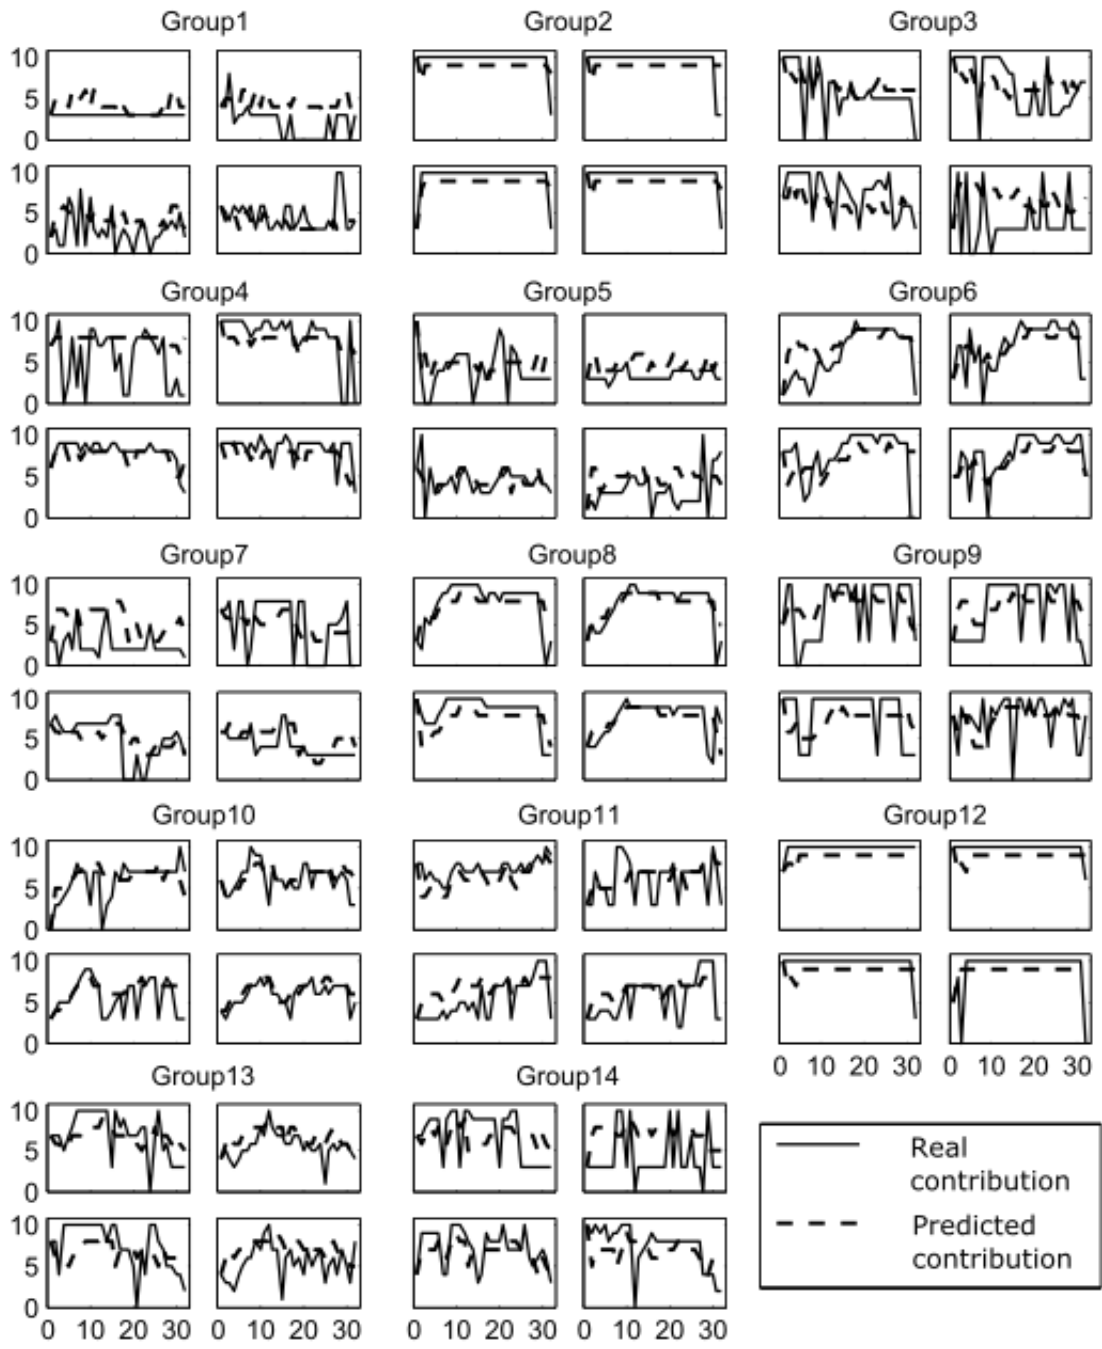 Group1 Group2 Group3
10
5
0
10
5
0
Group4 Group5 Group6
10
5
0
10
5
0
Group7 Group8 Group9
10
5
0
10
5
0
Group10 Group11 Group12
10
5
0
10
5
0
0 10 20 30 0 10 20 30
Group13 Group14
10
5
0
Real
contribution
Predicted
contribution
10
5
0
0 10 20 30 0 10 20 30 0 10 20 30 0 10 20 30